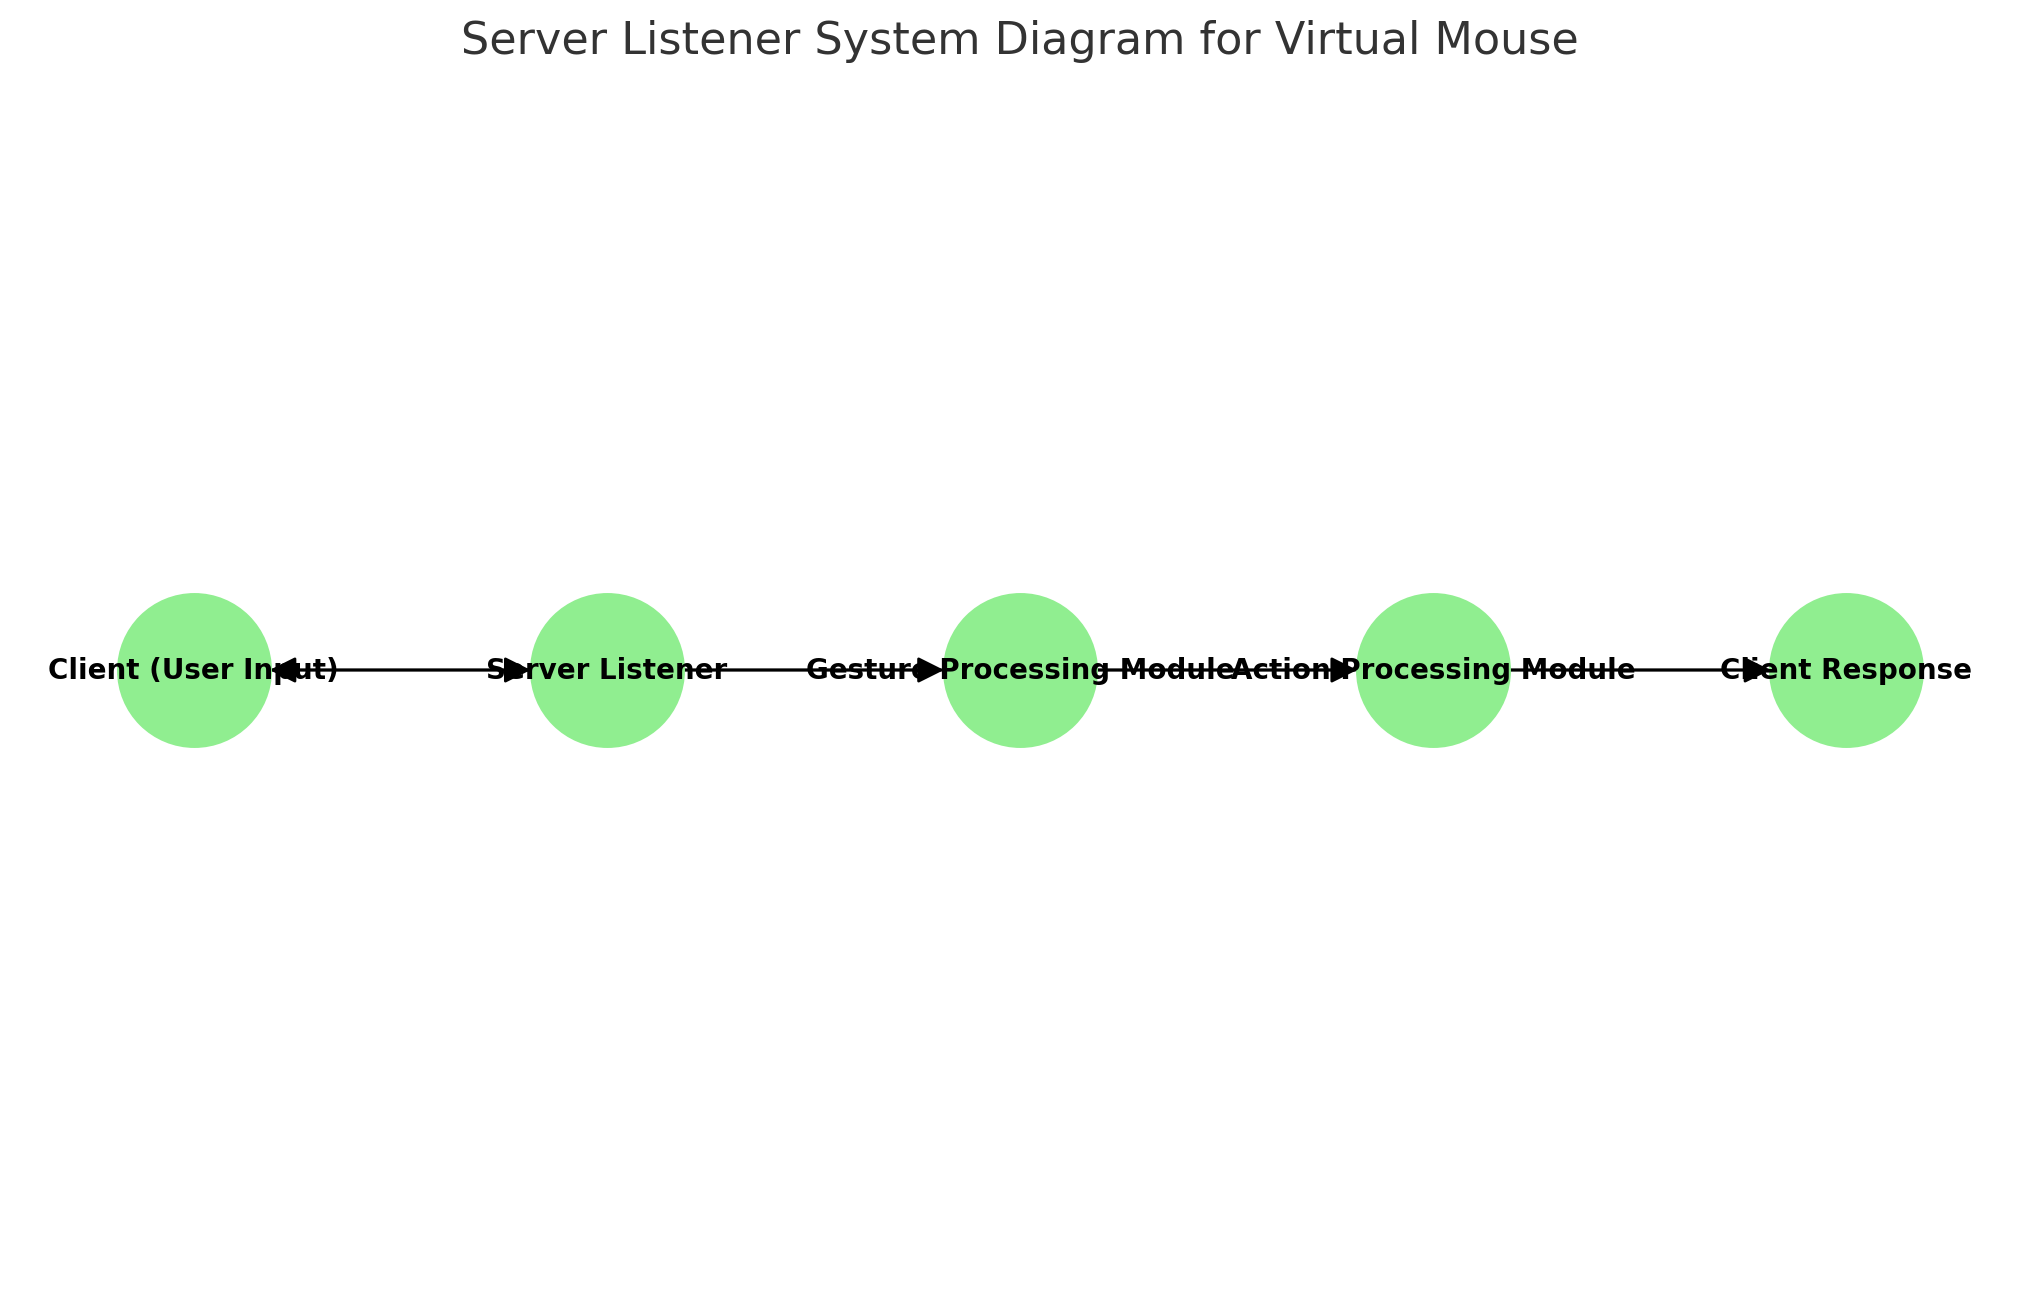 Server Listener System Diagram for Virtual Mouse
Client (User Input)
Server Listener
Gesture Processing Module
Action Processing Module
Client Response